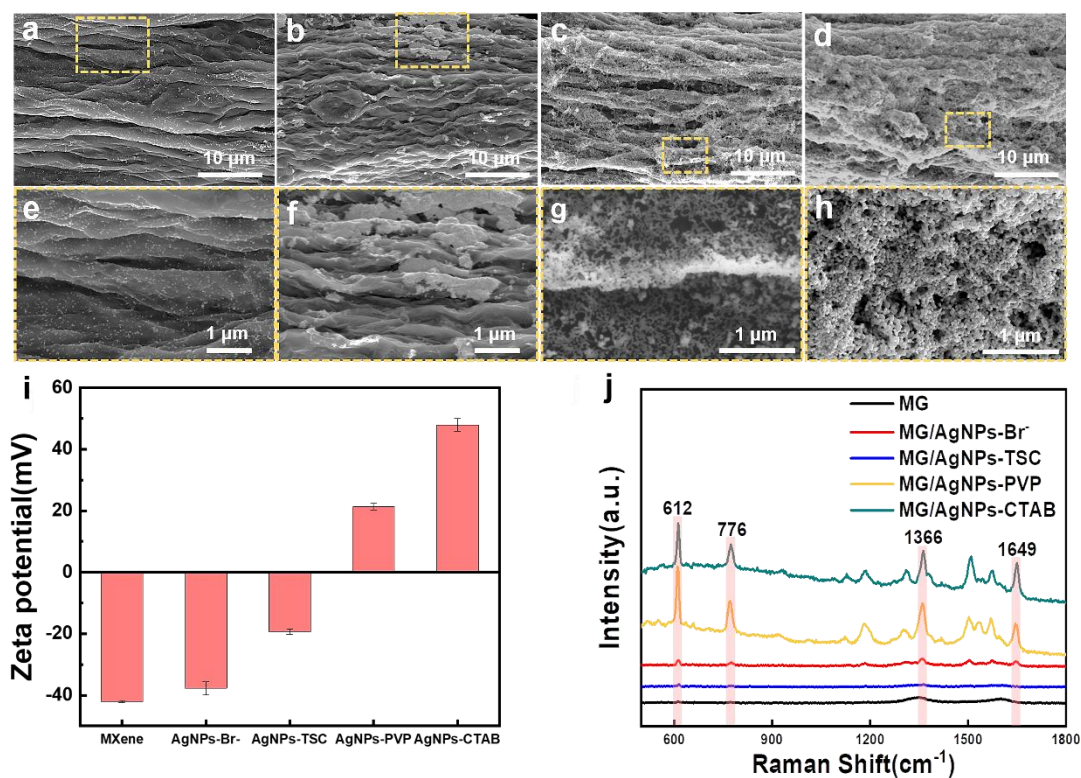 a
b
c
d
10 μm
10 μm
10 μm
10 μm
e
f
g
h
1 μm
1 μm
1 μm
1 μm
i
60
40
20
0
-20
-40
Zeta potential(mV)
MXene
AgNPs-Br-
AgNPs-TSC
AgNPs-PVP
AgNPs-CTAB
j
MG
MG/AgNPs-Br⁻
MG/AgNPs-TSC
MG/AgNPs-PVP
MG/AgNPs-CTAB
612
776
1366
1649
Intensity(a.u.)
600
900
1200
1500
1800
Raman Shift(cm⁻¹)